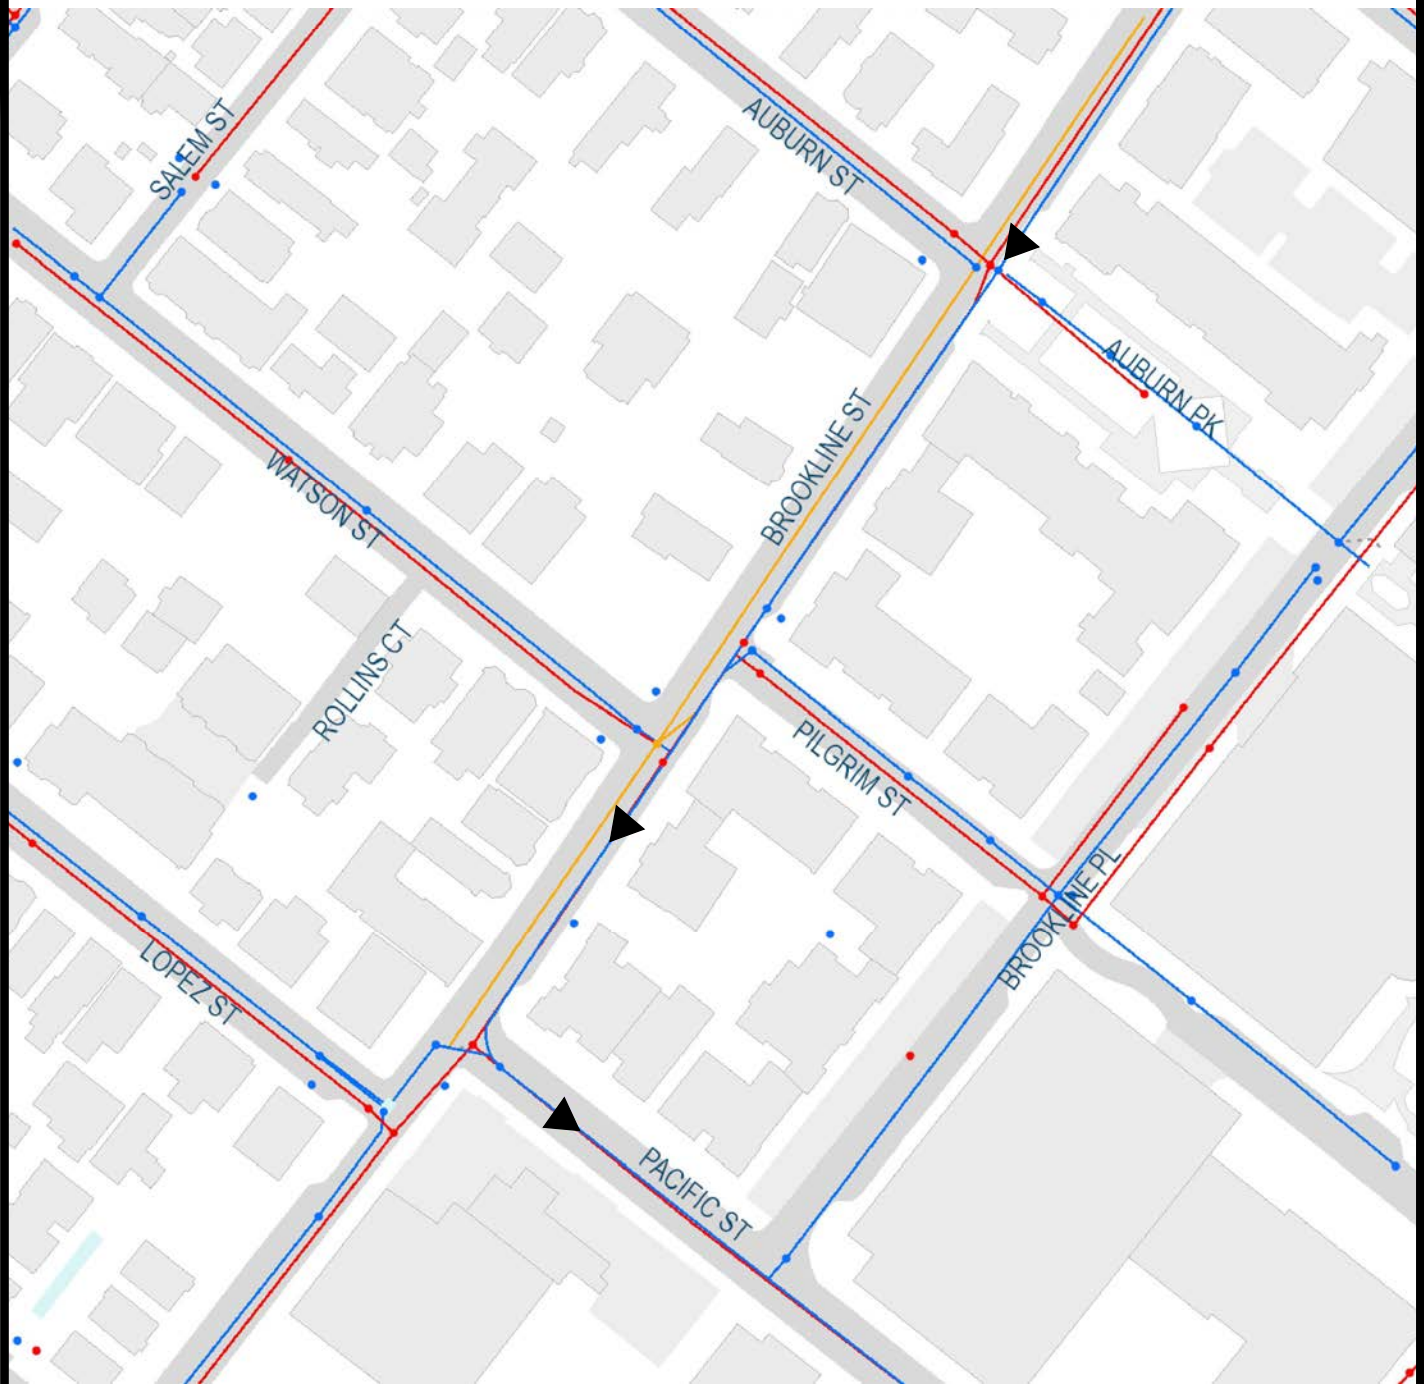 SALEM ST
AUBURN ST
AUBURN PK
BROOKLINE ST
WATSON ST
ROLLINS CT
PILGRIM ST
BROOKLINE PL
LOPEZ ST
PACIFIC ST